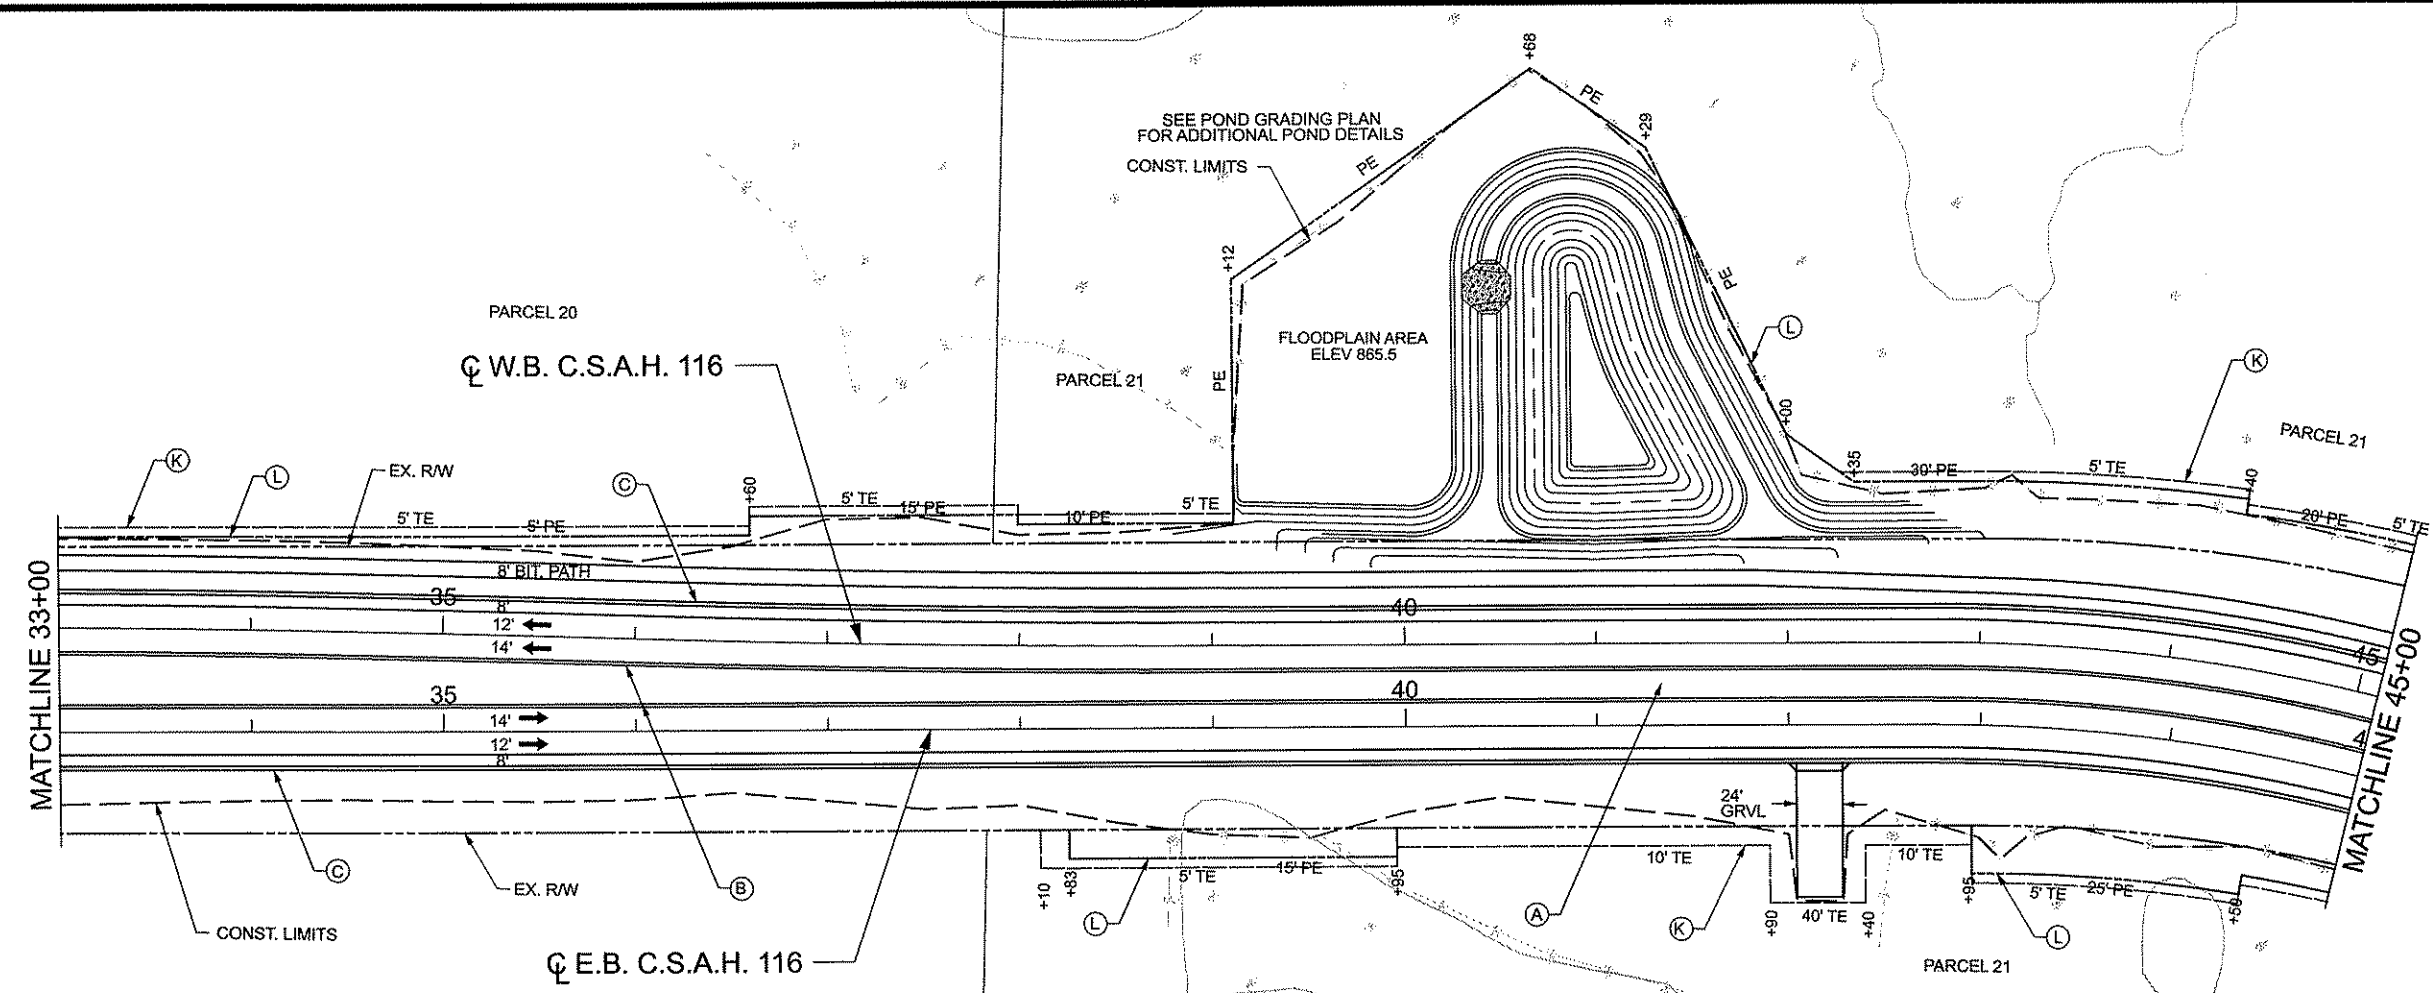 +68
PE
SEE POND GRADING PLAN
FOR ADDITIONAL POND DETAILS
+29
CONST. LIMITS
PE
+12
PE
PARCEL 20
L
FLOODPLAIN AREA
ELEV 865.5
℄ W.B. C.S.A.H. 116
PARCEL 21
PE
K
+00
PARCEL 21
K
L
EX. R/W
C
+60
5' TE
15' PE
5' TE
10' PE
+35
30' PE
5' TE
+40
20' PE
5' TE
5' TE
5' PE
8' BIT. PATH
MATCHLINE 33+00
35
8'
12'
14'
40
45
35
14'
12'
8'
40
4
MATCHLINE 45+00
24'
GRVL
C
EX. R/W
B
+10
+83
5' TE
15' PE
+95
L
10' TE
10' TE
K
A
+90
40' TE
+40
+95
5' TE
25' PE
+50
L
CONST. LIMITS
℄ E.B. C.S.A.H. 116
PARCEL 21